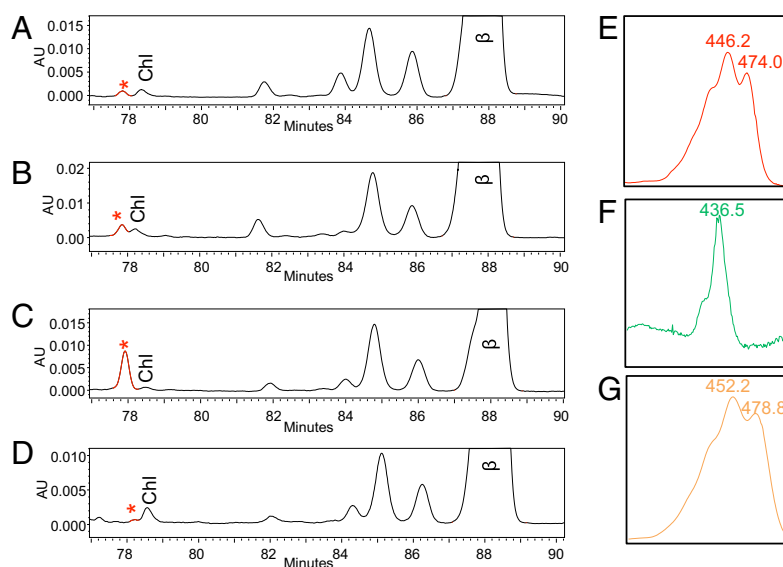 A
AU
0.015
0.010
0.005
0.000
* Chl β
78 80 82 84 86 88 90
Minutes
B
AU
0.02
0.01
0.00
* Chl β
78 80 82 84 86 88 90
Minutes
C
AU
0.015
0.010
0.005
0.000
* Chl β
78 80 82 84 86 88 90
Minutes
D
AU
0.010
0.005
0.000
* Chl β
78 80 82 84 86 88 90
Minutes
E
446.2
474.0
F
436.5
G
452.2
478.8